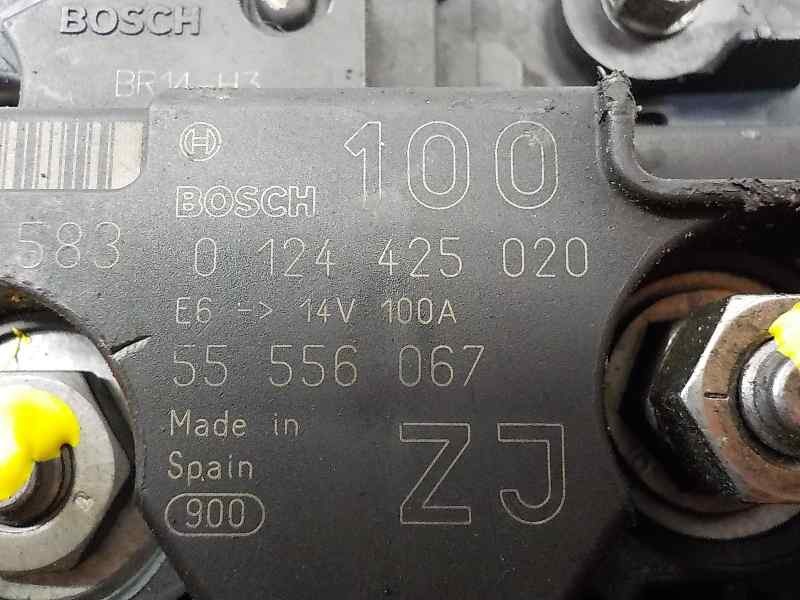 BOSCH
BR14-H3
100
BOSCH
583 0 124 425 020
E6 -> 14V 100A
55 556 067
Made in
Spain
ZJ
900